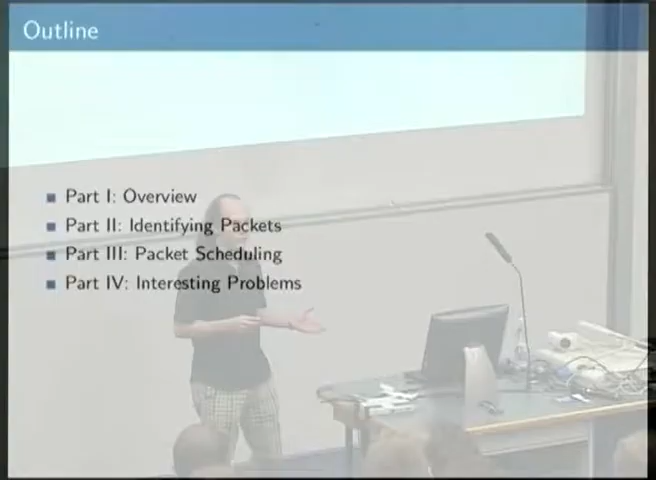 Outline
Part I: Overview
Part II: Identifying Packets
Part III: Packet Scheduling
Part IV: Interesting Problems